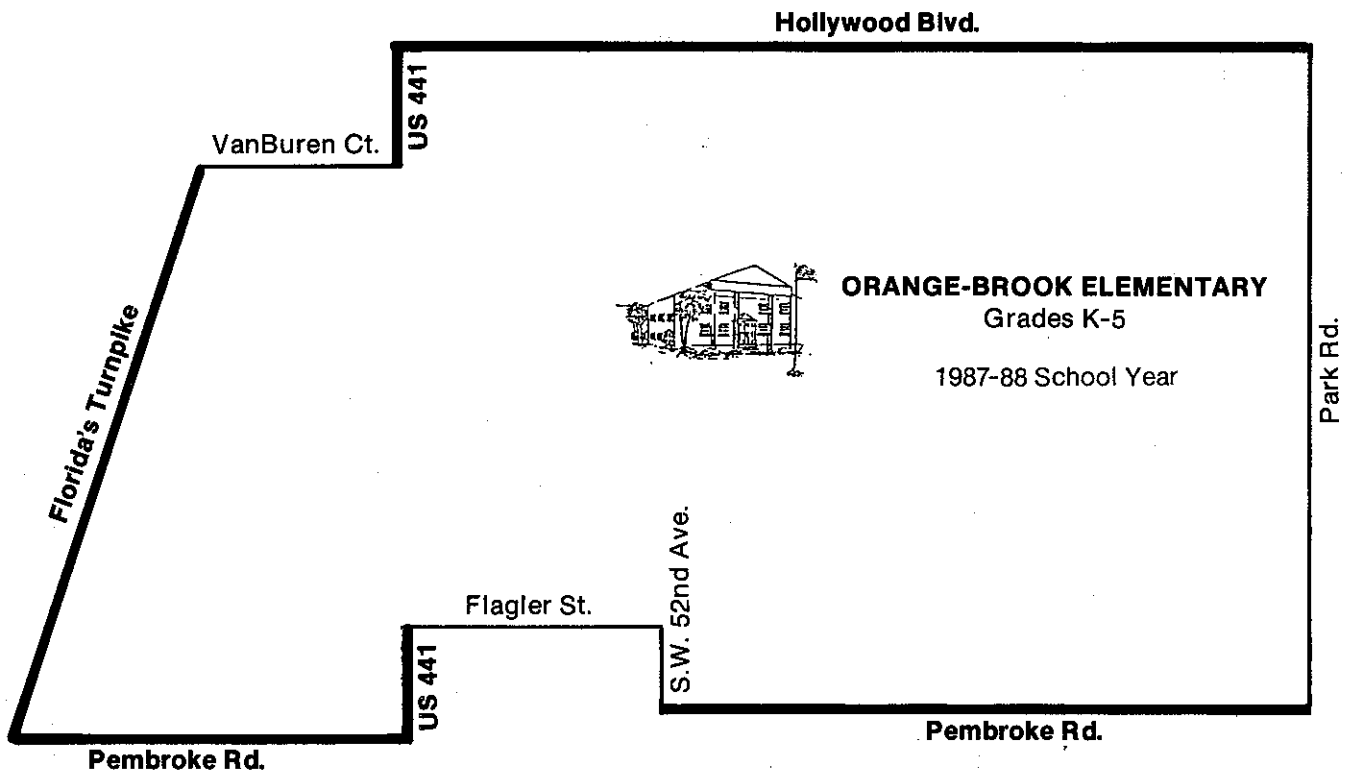 Hollywood Blvd.
US 441
VanBuren Ct.
Florida's Turnpike
ORANGE-BROOK ELEMENTARY
Grades K-5
1987-88 School Year
Park Rd.
S.W. 52nd Ave.
Flagler St.
US 441
Pembroke Rd.
Pembroke Rd.